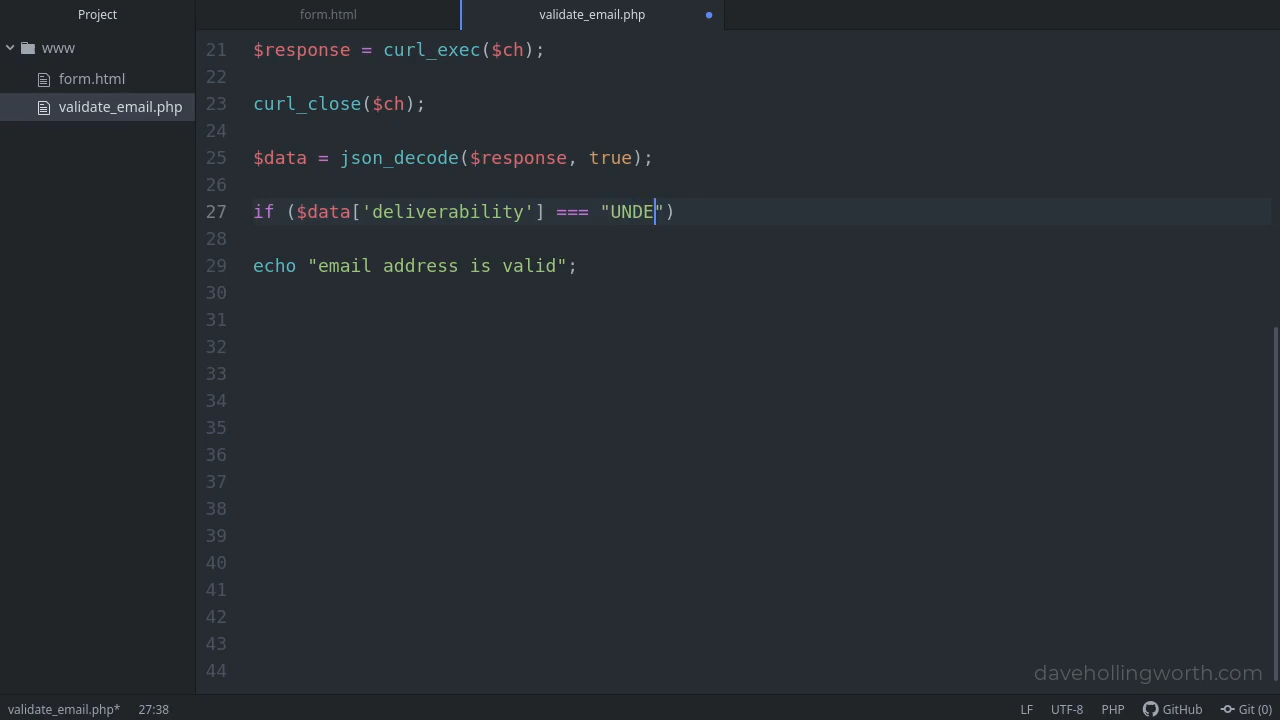 Project
form.html
validate_email.php
www
form.html
validate_email.php
21 $response = curl_exec($ch);
22
23 curl_close($ch);
24
25 $data = json_decode($response, true);
26
27 if ($data['deliverability'] === "UNDE")
28
29 echo "email address is valid";
30
31
32
33
34
35
36
37
38
39
40
41
42
43
44
davehollingworth.com
validate_email.php* 27:38 LF UTF-8 PHP GitHub Git (0)